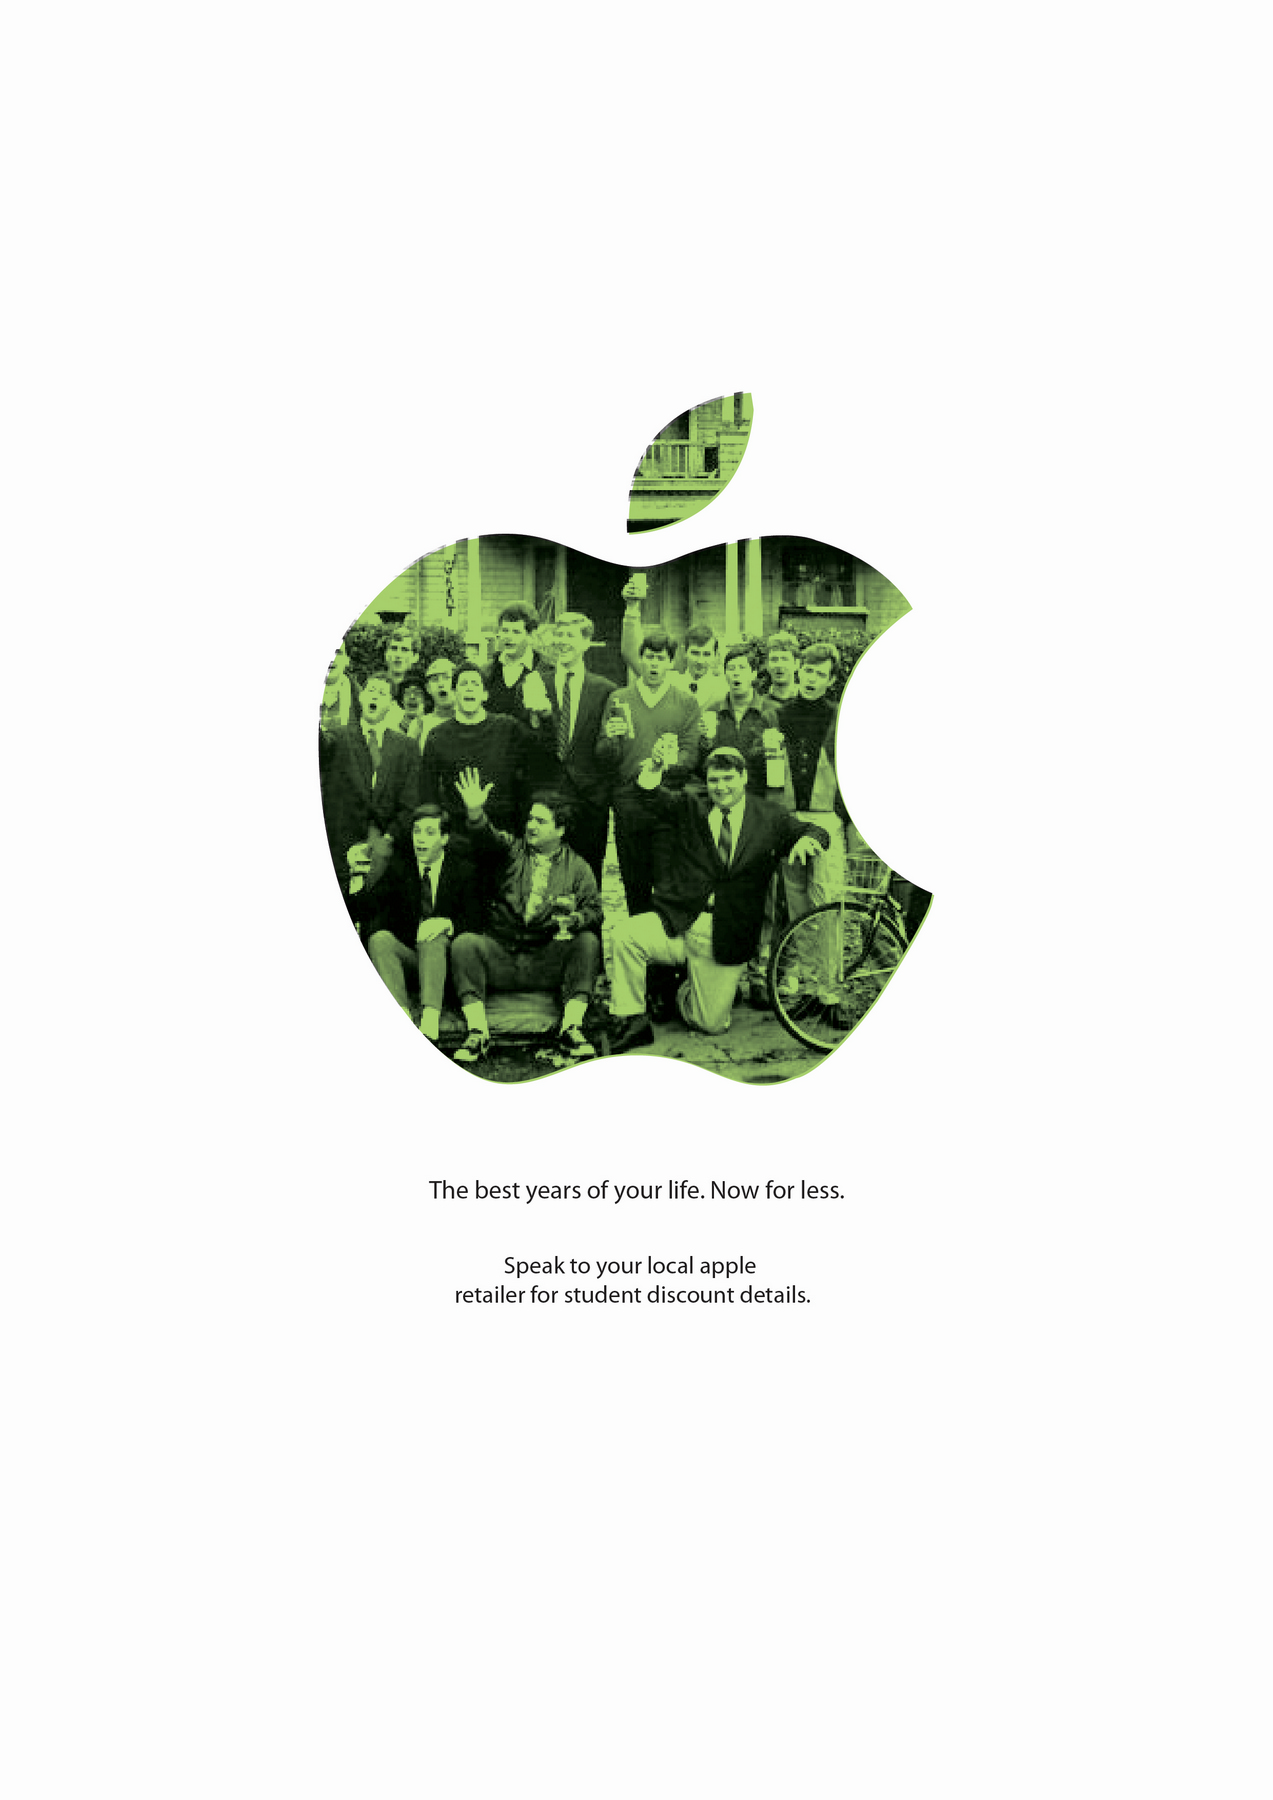 The best years of your life. Now for less.
Speak to your local apple
retailer for student discount details.